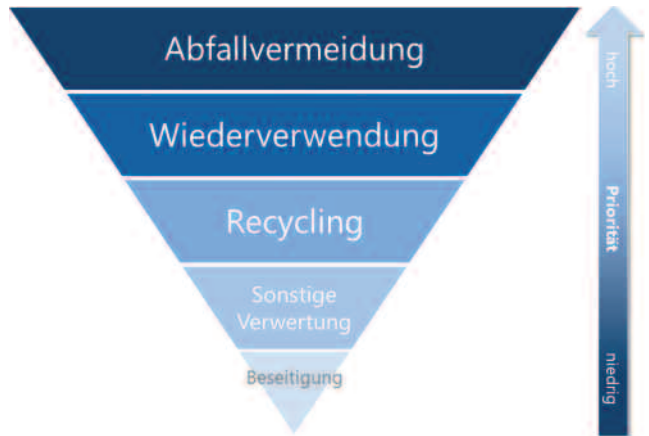 Abfallvermeidung
Wiederverwendung
Recycling
Sonstige
Verwertung
Beseitigung
hoch
Priorität
niedrig